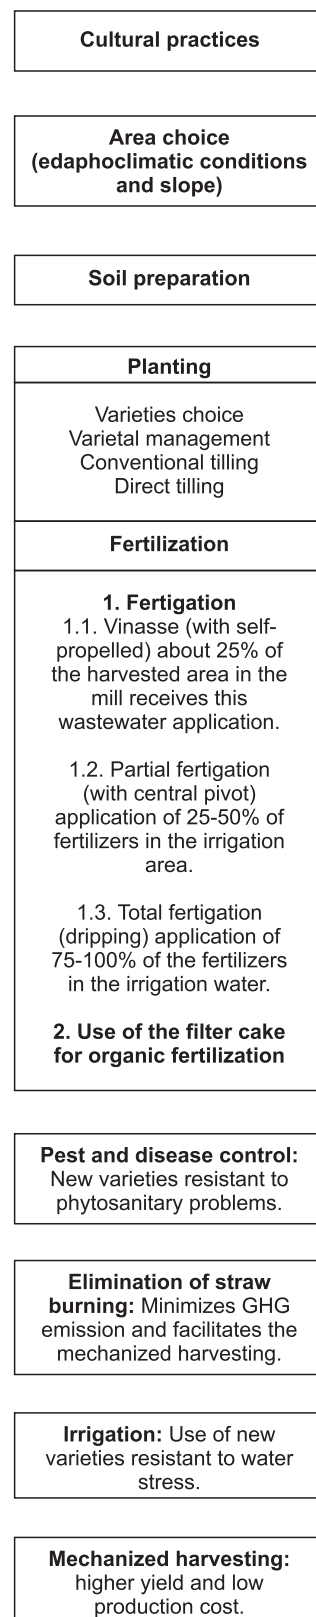 Cultural practices
Area choice
(edaphoclimatic conditions
and slope)
Soil preparation
Planting
Varieties choice
Varietal management
Conventional tilling
Direct tilling
Fertilization
1. Fertigation
1.1. Vinasse (with self-
propelled) about 25% of
the harvested area in the
mill receives this
wastewater application.
1.2. Partial fertigation
(with central pivot)
application of 25-50% of
fertilizers in the irrigation
area.
1.3. Total fertigation
(dripping) application of
75-100% of the fertilizers
in the irrigation water.
2. Use of the filter cake
for organic fertilization
Pest and disease control:
New varieties resistant to
phytosanitary problems.
Elimination of straw
burning: Minimizes GHG
emission and facilitates the
mechanized harvesting.
Irrigation: Use of new
varieties resistant to water
stress.
Mechanized harvesting:
higher yield and low
production cost.